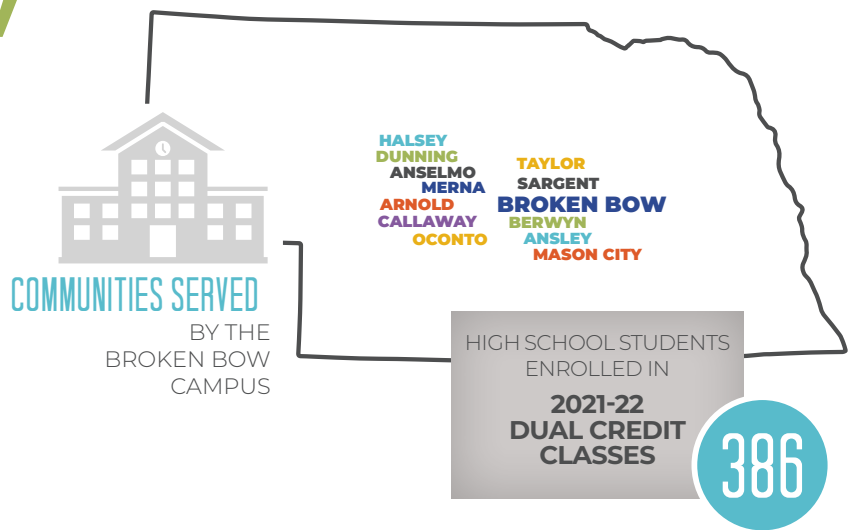 HALSEY
DUNNING
ANSELMO
MERNA
ARNOLD
CALLAWAY
OCONTO
TAYLOR
SARGENT
BROKEN BOW
BERWYN
ANSLEY
MASON CITY
COMMUNITIES SERVED
BY THE
BROKEN BOW
CAMPUS
HIGH SCHOOL STUDENTS
ENROLLED IN
2021-22
DUAL CREDIT
CLASSES
386